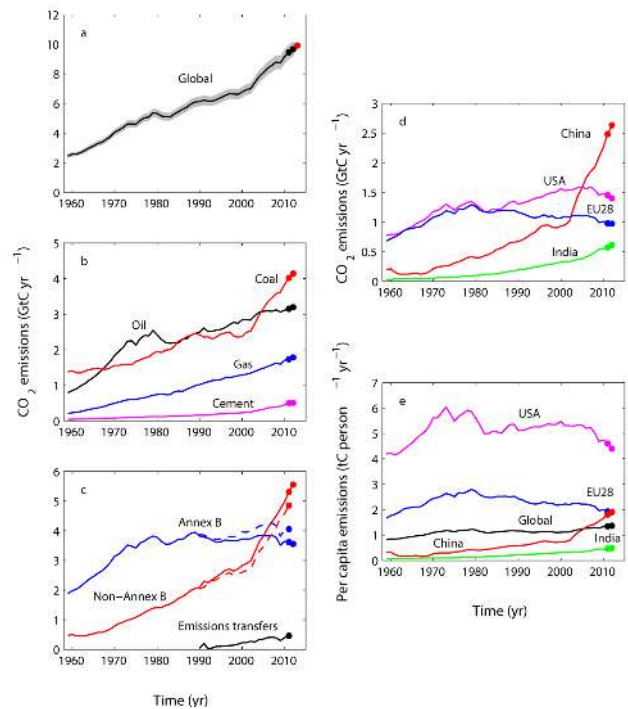 a
12
10
8
6
4
2
0
Global
1960 1970 1980 1990 2000 2010
b
5
4
3
2
1
0
Coal
Oil
Gas
Cement
1960 1970 1980 1990 2000 2010
CO2 emissions (GtC yr −1)
c
6
5
4
3
2
1
0
Annex B
Non−Annex B
Emissions transfers
1960 1970 1980 1990 2000 2010
Time (yr)
d
3
2.5
2
1.5
1
0.5
0
China
USA
EU28
India
1960 1970 1980 1990 2000 2010
CO2 emissions (GtC yr −1)
e
7
6
5
4
3
2
1
0
USA
EU28
Global
India
China
1960 1970 1980 1990 2000 2010
Per capita emissions (tC person −1 yr−1)
Time (yr)